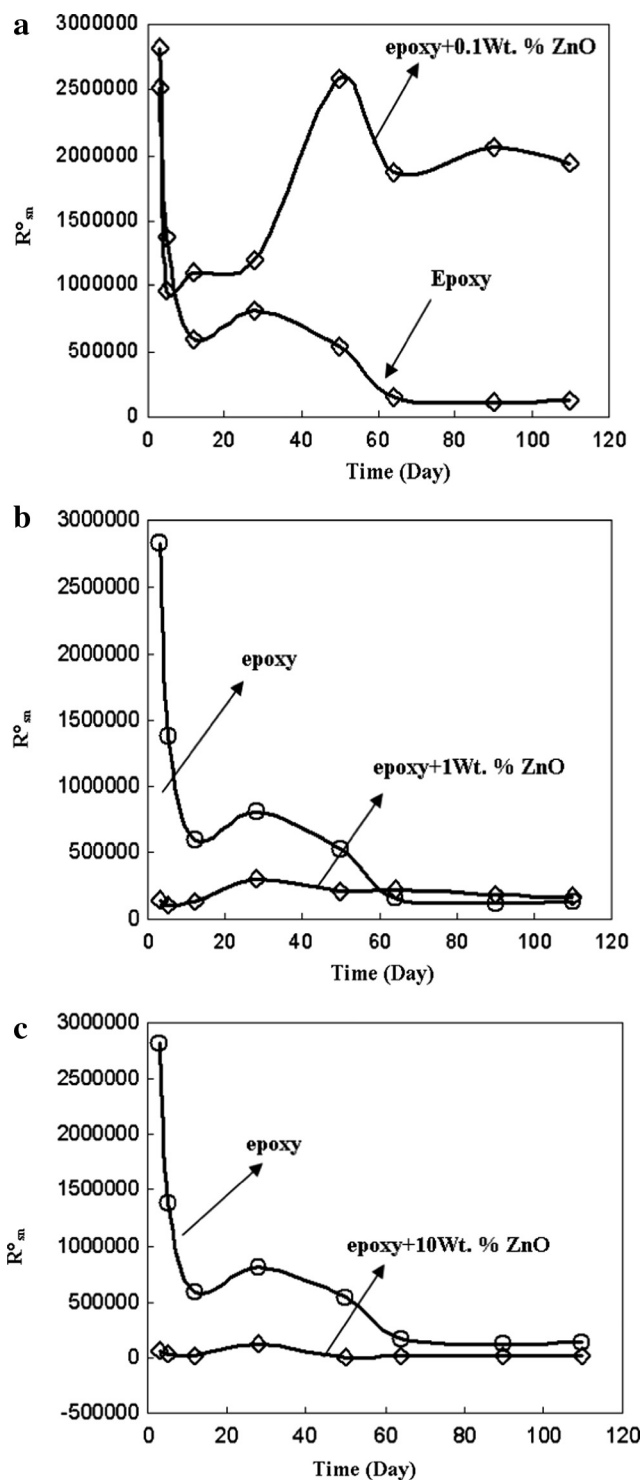 a
3000000
2500000
2000000
1500000
1000000
500000
0
R°sn
epoxy+0.1Wt. % ZnO
Epoxy
0 20 40 60 80 100 120
Time (Day)
b
3000000
2500000
2000000
1500000
1000000
500000
0
R°sn
epoxy
epoxy+1Wt. % ZnO
0 20 40 60 80 100 120
Time (Day)
c
3000000
2500000
2000000
1500000
1000000
500000
0
-500000
R°sn
epoxy
epoxy+10Wt. % ZnO
0 20 40 60 80 100 120
Time (Day)